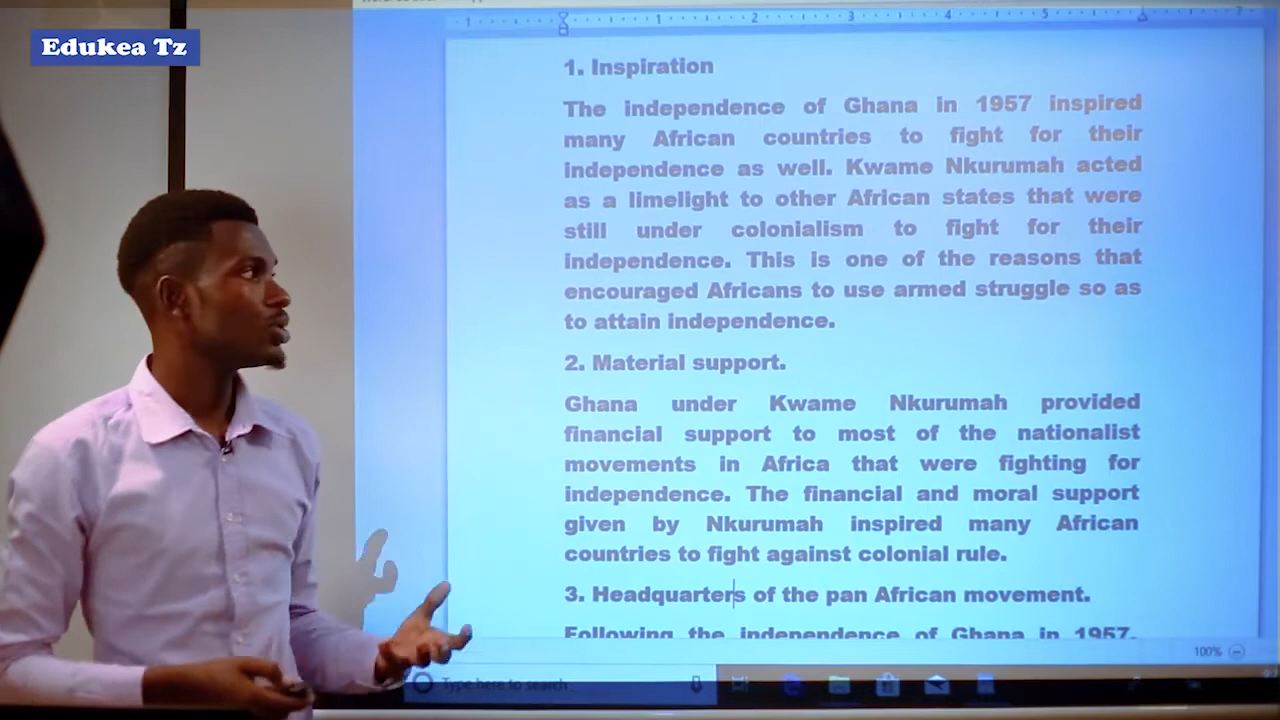 Edukea Tz
1. Inspiration
The independence of Ghana in 1957 inspired
many African countries to fight for their
independence as well. Kwame Nkurumah acted
as a limelight to other African states that were
still under colonialism to fight for their
independence. This is one of the reasons that
encouraged Africans to use armed struggle so as
to attain independence.
2. Material support.
Ghana under Kwame Nkurumah provided
financial support to most of the nationalist
movements in Africa that were fighting for
independence. The financial and moral support
given by Nkurumah inspired many African
countries to fight against colonial rule.
3. Headquarters of the pan African movement.
Following the independence of Ghana in 1957,
100%
Type here to search